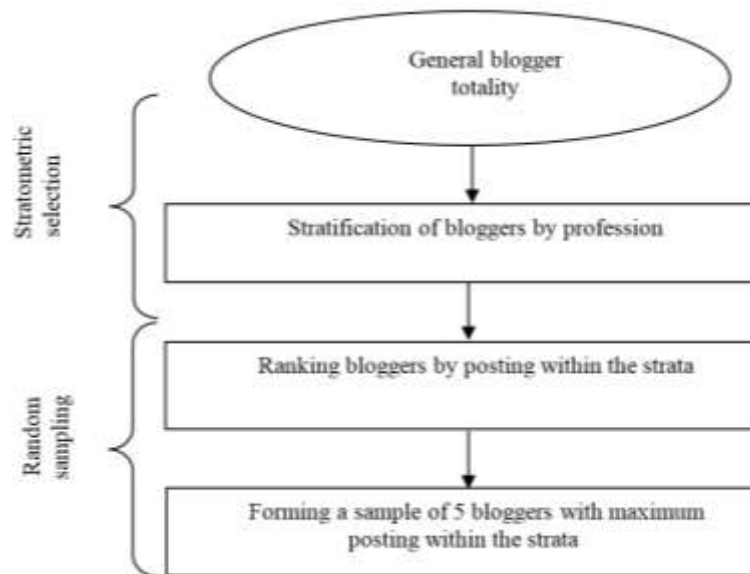 General blogger
totality
Stratometric
selection
Stratification of bloggers by profession
Ranking bloggers by posting within the strata
Random
sampling
Forming a sample of 5 bloggers with maximum
posting within the strata